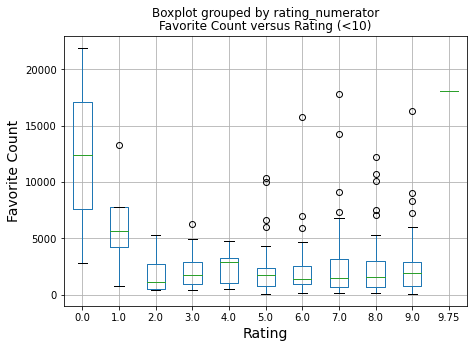 Boxplot grouped by rating_numerator
Favorite Count versus Rating (<10)
20000
15000
10000
5000
0
Favorite Count
0.0 1.0 2.0 3.0 4.0 5.0 6.0 7.0 8.0 9.0 9.75
Rating